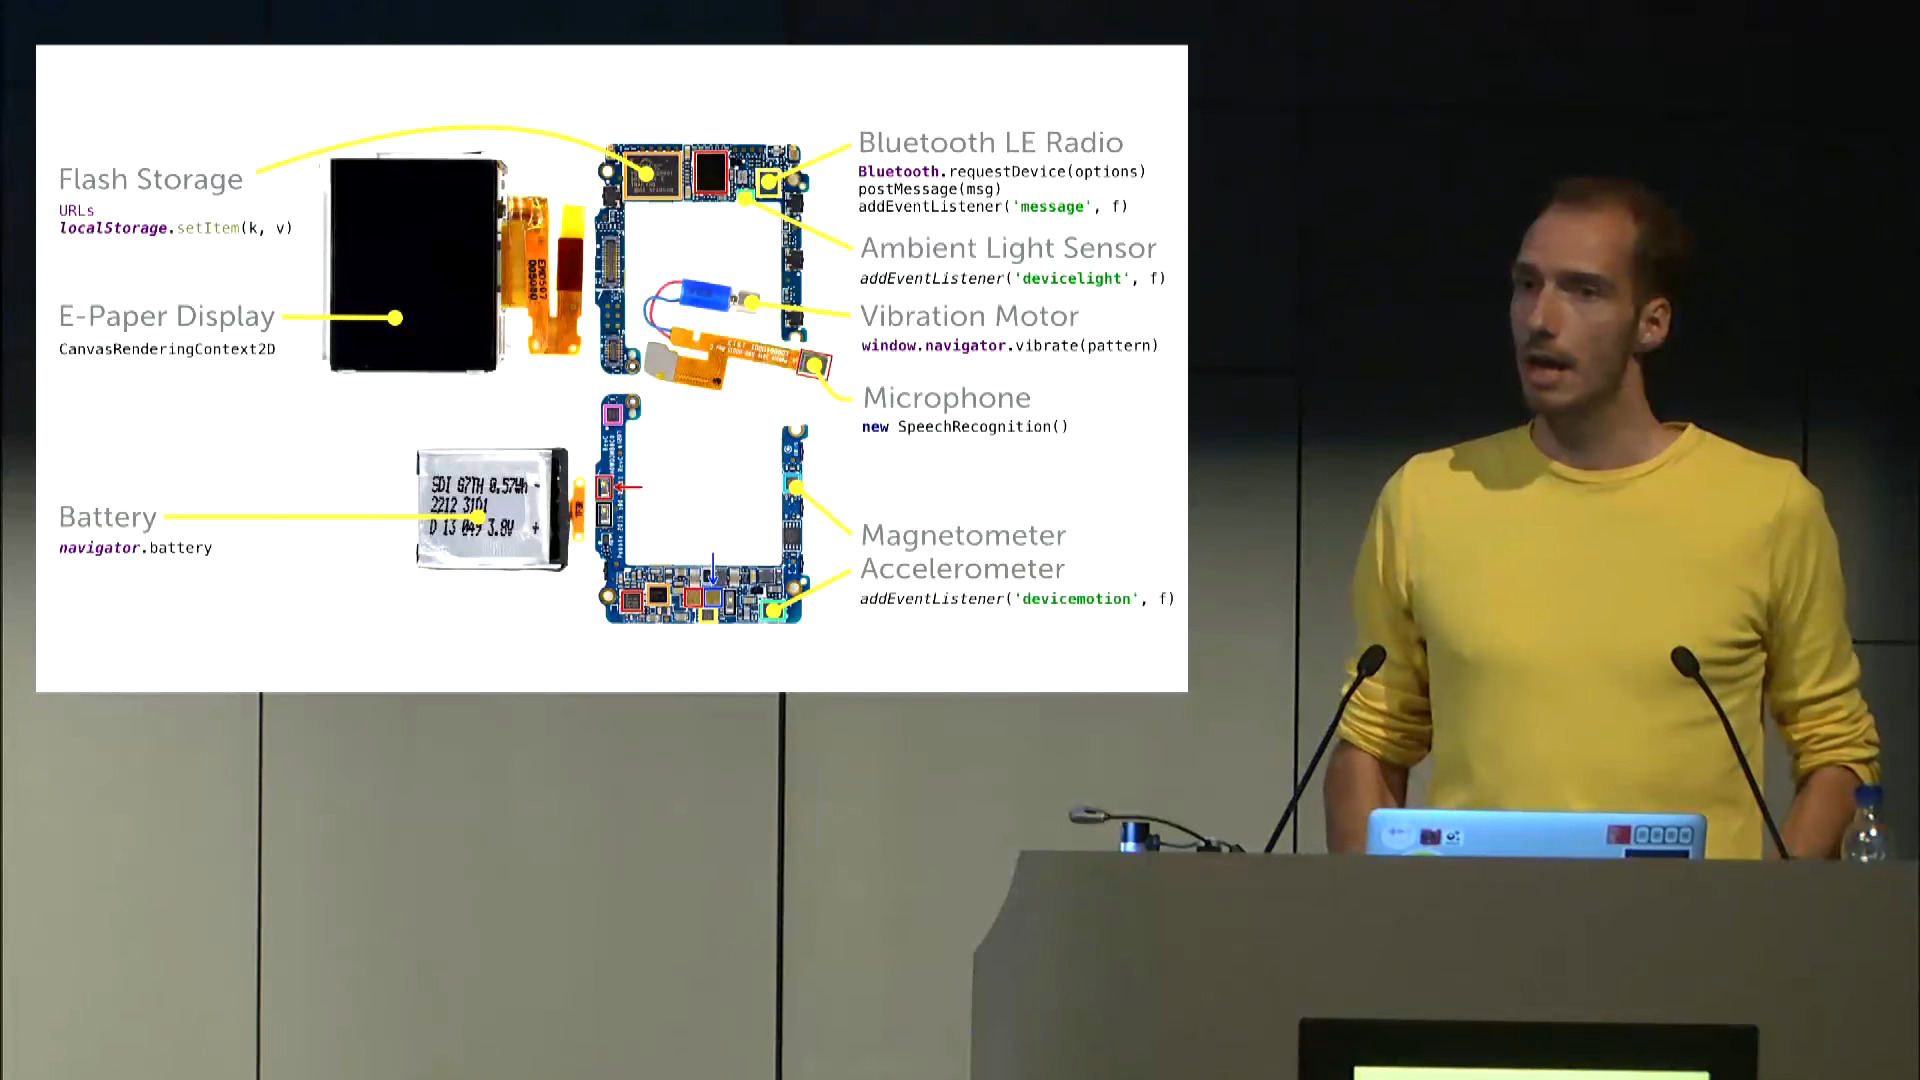 Flash Storage
URLs
localStorage.setItem(k, v)
E-Paper Display
CanvasRenderingContext2D
Battery
navigator.battery
SDI G7TH 0.57Wh -
2212 31D1
D 13 049 3.8V +
Bluetooth LE Radio
Bluetooth.requestDevice(options)
postMessage(msg)
addEventListener('message', f)
Ambient Light Sensor
addEventListener('devicelight', f)
Vibration Motor
window.navigator.vibrate(pattern)
Microphone
new SpeechRecognition()
Magnetometer
Accelerometer
addEventListener('devicemotion', f)